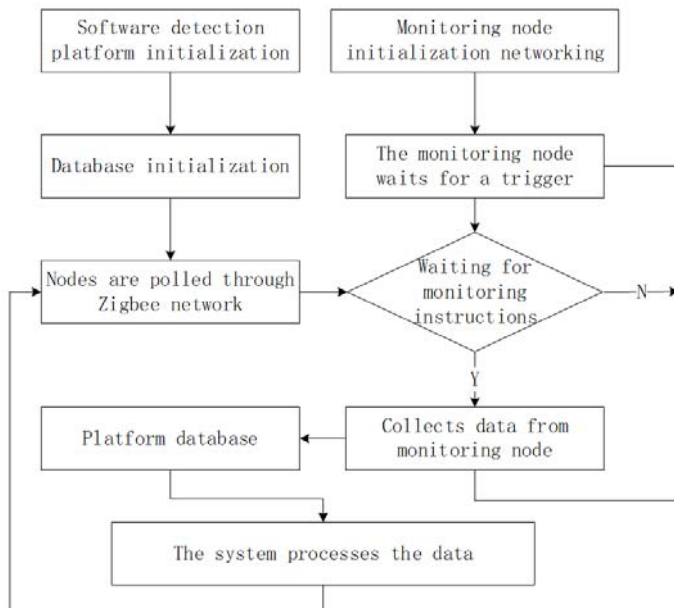 Software detection
platform initialization
Monitoring node
initialization networking
Database initialization
The monitoring node
waits for a trigger
Nodes are polled through
Zigbee network
Waiting for
monitoring
instructions
N
Y
Platform database
Collects data from
monitoring node
The system processes the data